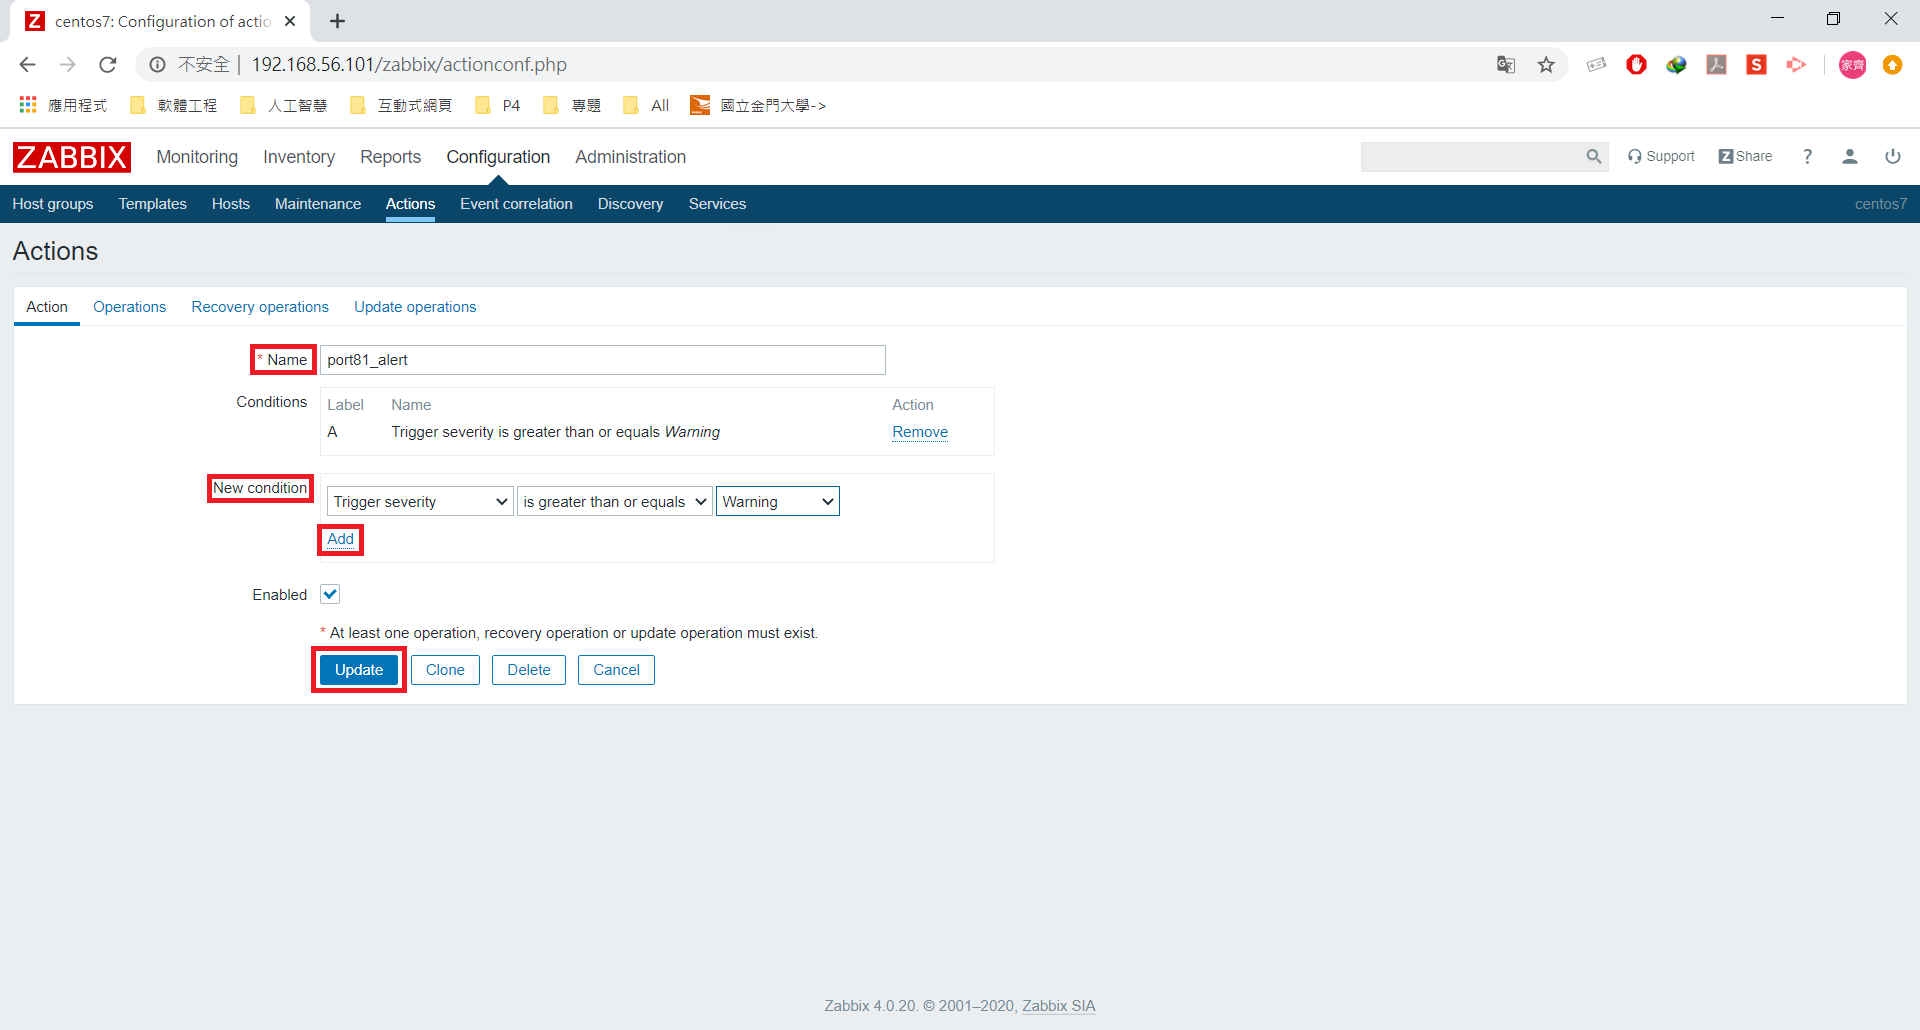 Z centos7: Configuration of actio
不安全 | 192.168.56.101/zabbix/actionconf.php
家齊
應用程式 軟體工程 人工智慧 互動式網頁 P4 專題 All 國立金門大學->
ZABBIX Monitoring Inventory Reports Configuration Administration Support Z Share ?
Host groups Templates Hosts Maintenance Actions Event correlation Discovery Services centos7
Actions
Action Operations Recovery operations Update operations
* Name port81_alert
Conditions Label Name Action
A Trigger severity is greater than or equals Warning Remove
New condition
Trigger severity is greater than or equals Warning
Add
Enabled
* At least one operation, recovery operation or update operation must exist.
Update Clone Delete Cancel
Zabbix 4.0.20. © 2001–2020, Zabbix SIA